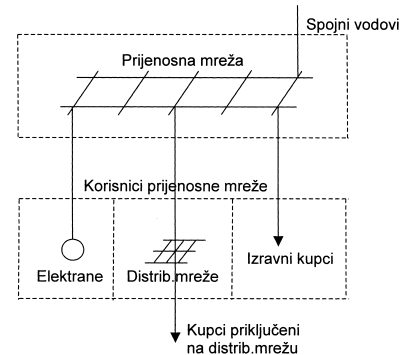 Spojni vodovi
Prijenosna mreža
Korisnici prijenosne mreže
Elektrane
Distrib.mreže
Izravni kupci
Kupci priključeni
na distrib.mrežu